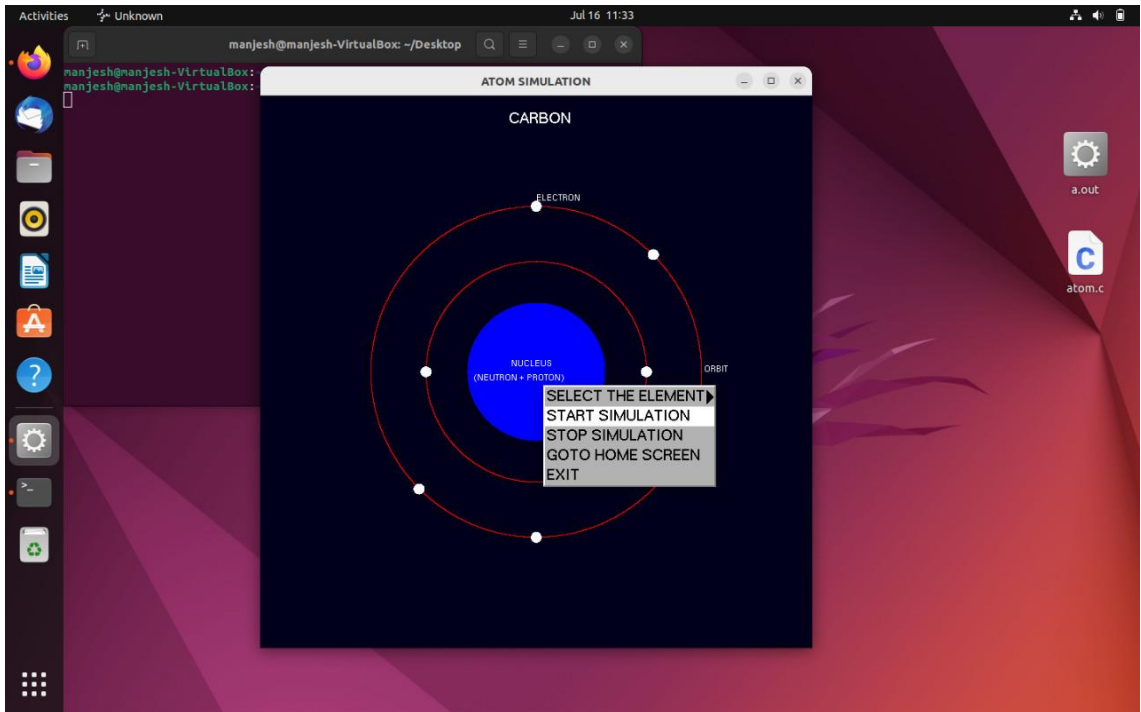 Activities
Unknown
Jul 16 11:33
manjesh@manjesh-VirtualBox: ~/Desktop
manjesh@manjesh-VirtualBox:
manjesh@manjesh-VirtualBox:
ATOM SIMULATION
CARBON
ELECTRON
NUCLEUS
(NEUTRON + PROTON)
ORBIT
SELECT THE ELEMENT
START SIMULATION
STOP SIMULATION
GOTO HOME SCREEN
EXIT
a.out
C
atom.c